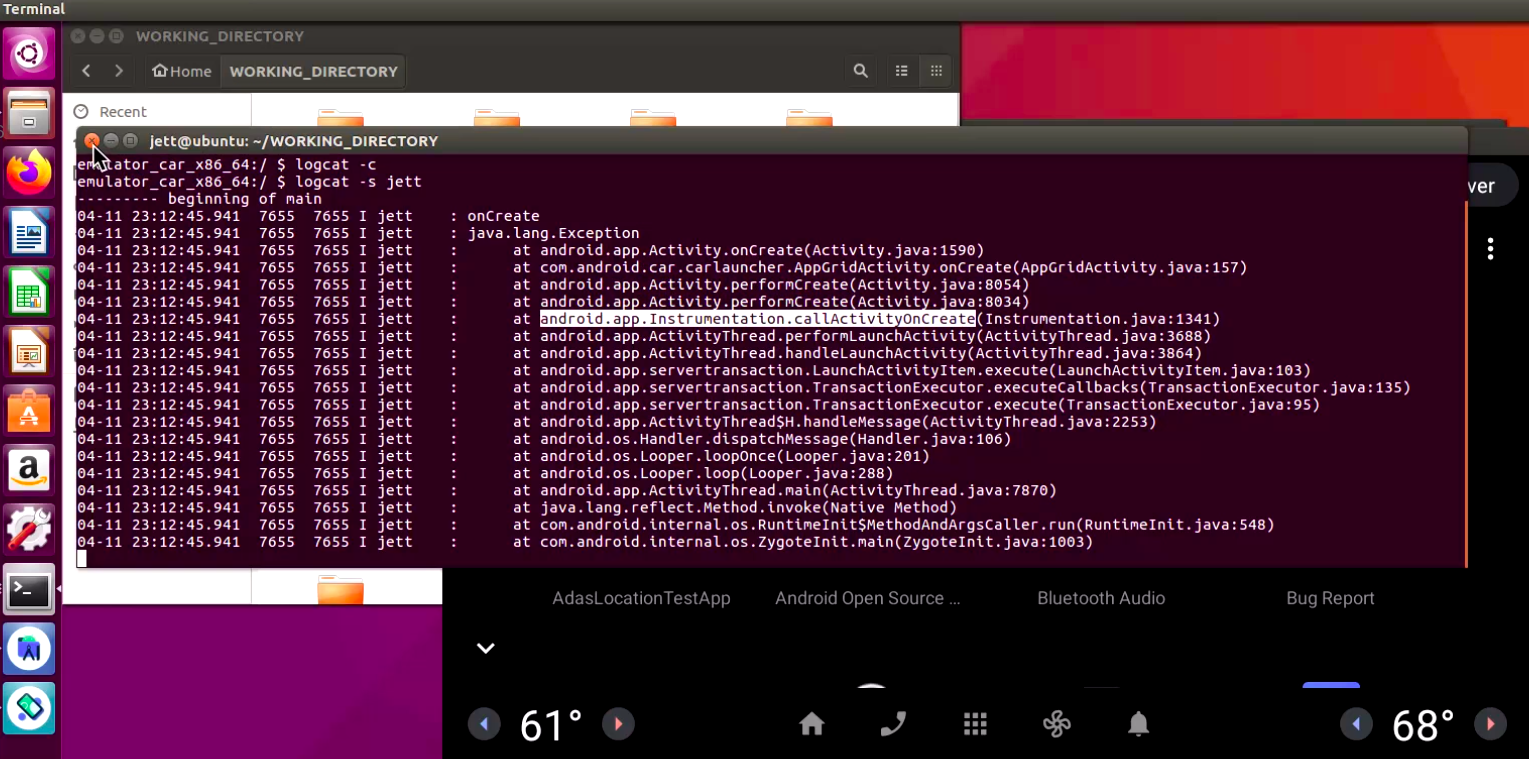 Terminal
WORKING_DIRECTORY
Home WORKING_DIRECTORY
Recent
jett@ubuntu: ~/WORKING_DIRECTORY
emulator_car_x86_64:/ $ logcat -c
emulator_car_x86_64:/ $ logcat -s jett
--------- beginning of main
04-11 23:12:45.941  7655  7655 I jett    : onCreate
04-11 23:12:45.941  7655  7655 I jett    : java.lang.Exception
04-11 23:12:45.941  7655  7655 I jett    :      at android.app.Activity.onCreate(Activity.java:1590)
04-11 23:12:45.941  7655  7655 I jett    :      at com.android.car.carlauncher.AppGridActivity.onCreate(AppGridActivity.java:157)
04-11 23:12:45.941  7655  7655 I jett    :      at android.app.Activity.performCreate(Activity.java:8054)
04-11 23:12:45.941  7655  7655 I jett    :      at android.app.Activity.performCreate(Activity.java:8034)
04-11 23:12:45.941  7655  7655 I jett    :      at android.app.Instrumentation.callActivityOnCreate(Instrumentation.java:1341)
04-11 23:12:45.941  7655  7655 I jett    :      at android.app.ActivityThread.performLaunchActivity(ActivityThread.java:3688)
04-11 23:12:45.941  7655  7655 I jett    :      at android.app.ActivityThread.handleLaunchActivity(ActivityThread.java:3864)
04-11 23:12:45.941  7655  7655 I jett    :      at android.app.servertransaction.LaunchActivityItem.execute(LaunchActivityItem.java:103)
04-11 23:12:45.941  7655  7655 I jett    :      at android.app.servertransaction.TransactionExecutor.executeCallbacks(TransactionExecutor.java:135)
04-11 23:12:45.941  7655  7655 I jett    :      at android.app.servertransaction.TransactionExecutor.execute(TransactionExecutor.java:95)
04-11 23:12:45.941  7655  7655 I jett    :      at android.app.ActivityThread$H.handleMessage(ActivityThread.java:2253)
04-11 23:12:45.941  7655  7655 I jett    :      at android.os.Handler.dispatchMessage(Handler.java:106)
04-11 23:12:45.941  7655  7655 I jett    :      at android.os.Looper.loopOnce(Looper.java:201)
04-11 23:12:45.941  7655  7655 I jett    :      at android.os.Looper.loop(Looper.java:288)
04-11 23:12:45.941  7655  7655 I jett    :      at android.app.ActivityThread.main(ActivityThread.java:7870)
04-11 23:12:45.941  7655  7655 I jett    :      at java.lang.reflect.Method.invoke(Native Method)
04-11 23:12:45.941  7655  7655 I jett    :      at com.android.internal.os.RuntimeInit$MethodAndArgsCaller.run(RuntimeInit.java:548)
04-11 23:12:45.941  7655  7655 I jett    :      at com.android.internal.os.ZygoteInit.main(ZygoteInit.java:1003)
ver
AdasLocationTestApp Android Open Source ... Bluetooth Audio Bug Report
61° 68°